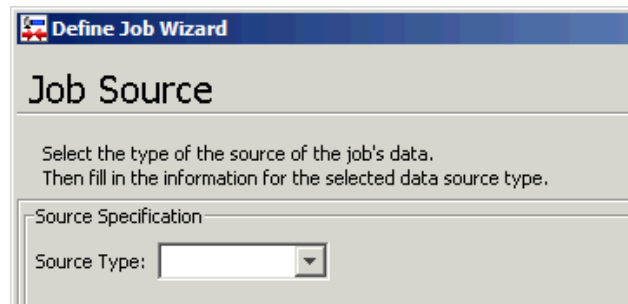 Define Job Wizard
Job Source
Select the type of the source of the job's data.
Then fill in the information for the selected data source type.
Source Specification
Source Type: